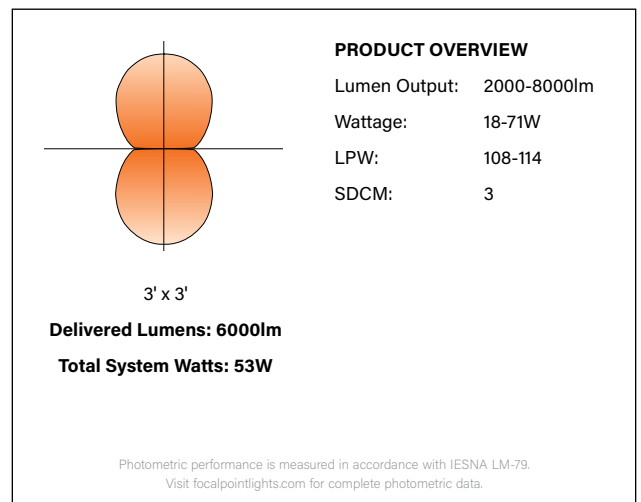 PRODUCT OVERVIEW
Lumen Output: 2000-8000lm
Wattage: 18-71W
LPW: 108-114
SDCM: 3
3' x 3'
Delivered Lumens: 6000lm
Total System Watts: 53W
Photometric performance is measured in accordance with IESNA LM-79.
Visit focalpointlights.com for complete photometric data.